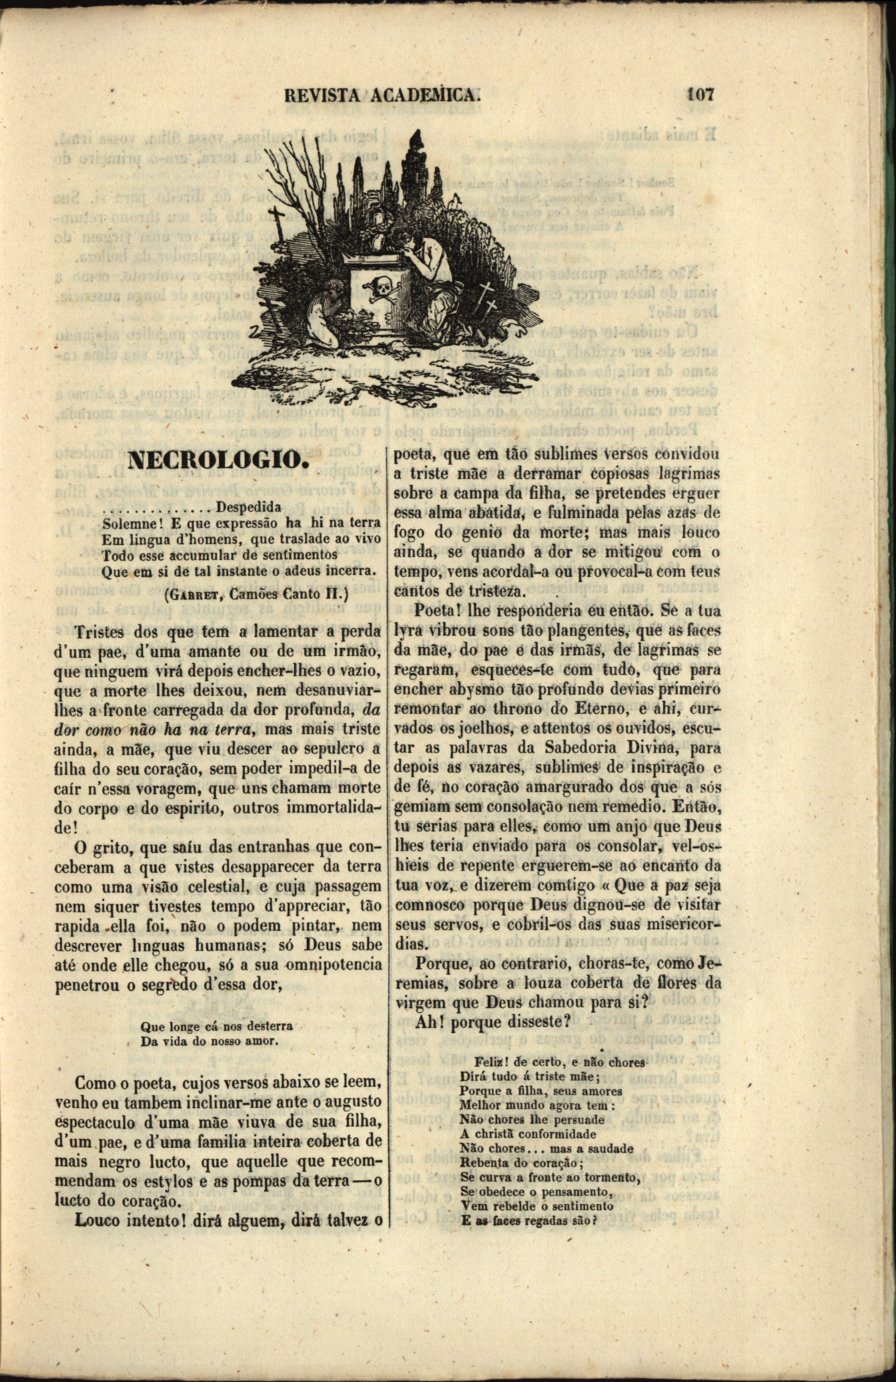 REVISTA ACADEMICA. 107
NECROLOGIO.
.............. Despedida
Solemne! E que expressão ha hi na terra
Em lingua d'homens, que traslade ao vivo
Todo esse accumular de sentimentos
Que em si de tal instante o adeus incerra.
(GARRET, Camões Canto II.)
Tristes dos que tem a lamentar a perda
d'um pae, d'uma amante ou de um irmão,
que ninguem virá depois encher-lhes o vazio,
que a morte lhes deixou, nem desanuviar-
lhes a fronte carregada da dor profunda, da
dor como não ha na terra, mas mais triste
ainda, a mãe, que viu descer ao sepulcro a
filha do seu coração, sem poder impedil-a de
caír n'essa voragem, que uns chamam morte
do corpo e do espirito, outros immortalida-
de!
O grito, que saíu das entranhas que con-
ceberam a que vistes desapparecer da terra
como uma visão celestial, e cuja passagem
nem siquer tivestes tempo d'appreciar, tão
rapida ella foi, não o podem pintar, nem
descrever linguas humanas; só Deus sabe
até onde elle chegou, só a sua omnipotencia
penetrou o segredo d'essa dor,
Que longe cá nos desterra
Da vida do nosso amor.
Como o poeta, cujos versos abaixo se leem,
venho eu tambem inclinar-me ante o augusto
espectaculo d'uma mãe viuva de sua filha,
d'um pae, e d'uma familia inteira coberta de
mais negro lucto, que aquelle que recom-
mendam os estylos e as pompas da terra — o
lucto do coração.
Louco intento! dirá alguem, dirá talvez o
poeta, que em tão sublimes versos convidou
a triste mãe a derramar copiosas lagrimas
sobre a campa da filha, se pretendes erguer
essa alma abatida, e fulminada pelas azas de
fogo do genio da morte; mas mais louco
ainda, se quando a dor se mitigou com o
tempo, vens acordal-a ou provocal-a com teus
cantos de tristeza.
Poeta! lhe responderia eu então. Se a tua
lyra vibrou sons tão plangentes, que as faces
da mãe, do pae e das irmãs, de lagrimas se
regaram, esqueces-te com tudo, que para
encher abysmo tão profundo devias primeiro
remontar ao throno do Eterno, e ahi, cur-
vados os joelhos, e attentos os ouvidos, escu-
tar as palavras da Sabedoria Divina, para
depois as vazares, sublimes de inspiração e
de fé, no coração amargurado dos que a sós
gemiam sem consolação nem remedio. Então,
tu serias para elles, como um anjo que Deus
lhes teria enviado para os consolar, vel-os-
hieis de repente erguerem-se ao encanto da
tua voz, e dizerem comtigo « Que a paz seja
comnosco porque Deus dignou-se de visitar
seus servos, e cobril-os das suas misericor-
dias.
Porque, ao contrario, choras-te, como Je-
remias, sobre a louza coberta de flores da
virgem que Deus chamou para si?
Ah! porque disseste?
Feliz! de certo, e não chores
Dirá tudo á triste mãe;
Porque a filha, seus amores
Melhor mundo agora tem:
Não chores lhe persuade
A christã conformidade
Não chores... mas a saudade
Rebenta do coração;
Se curva a fronte ao tormento,
Se obedece o pensamento,
Vem rebelde o sentimento
E as faces regadas são?